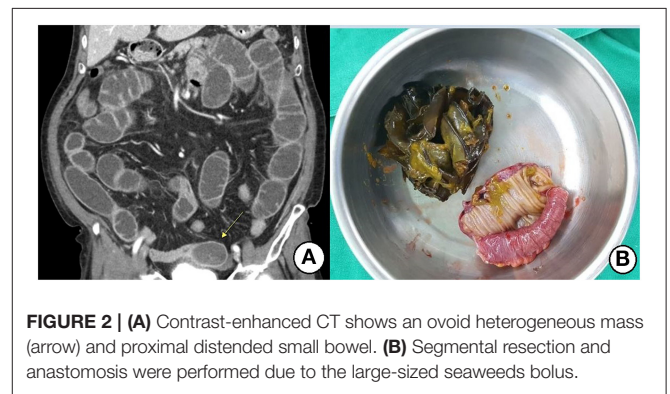 A
B
FIGURE 2 | (A) Contrast-enhanced CT shows an ovoid heterogeneous mass
(arrow) and proximal distended small bowel. (B) Segmental resection and
anastomosis were performed due to the large-sized seaweeds bolus.